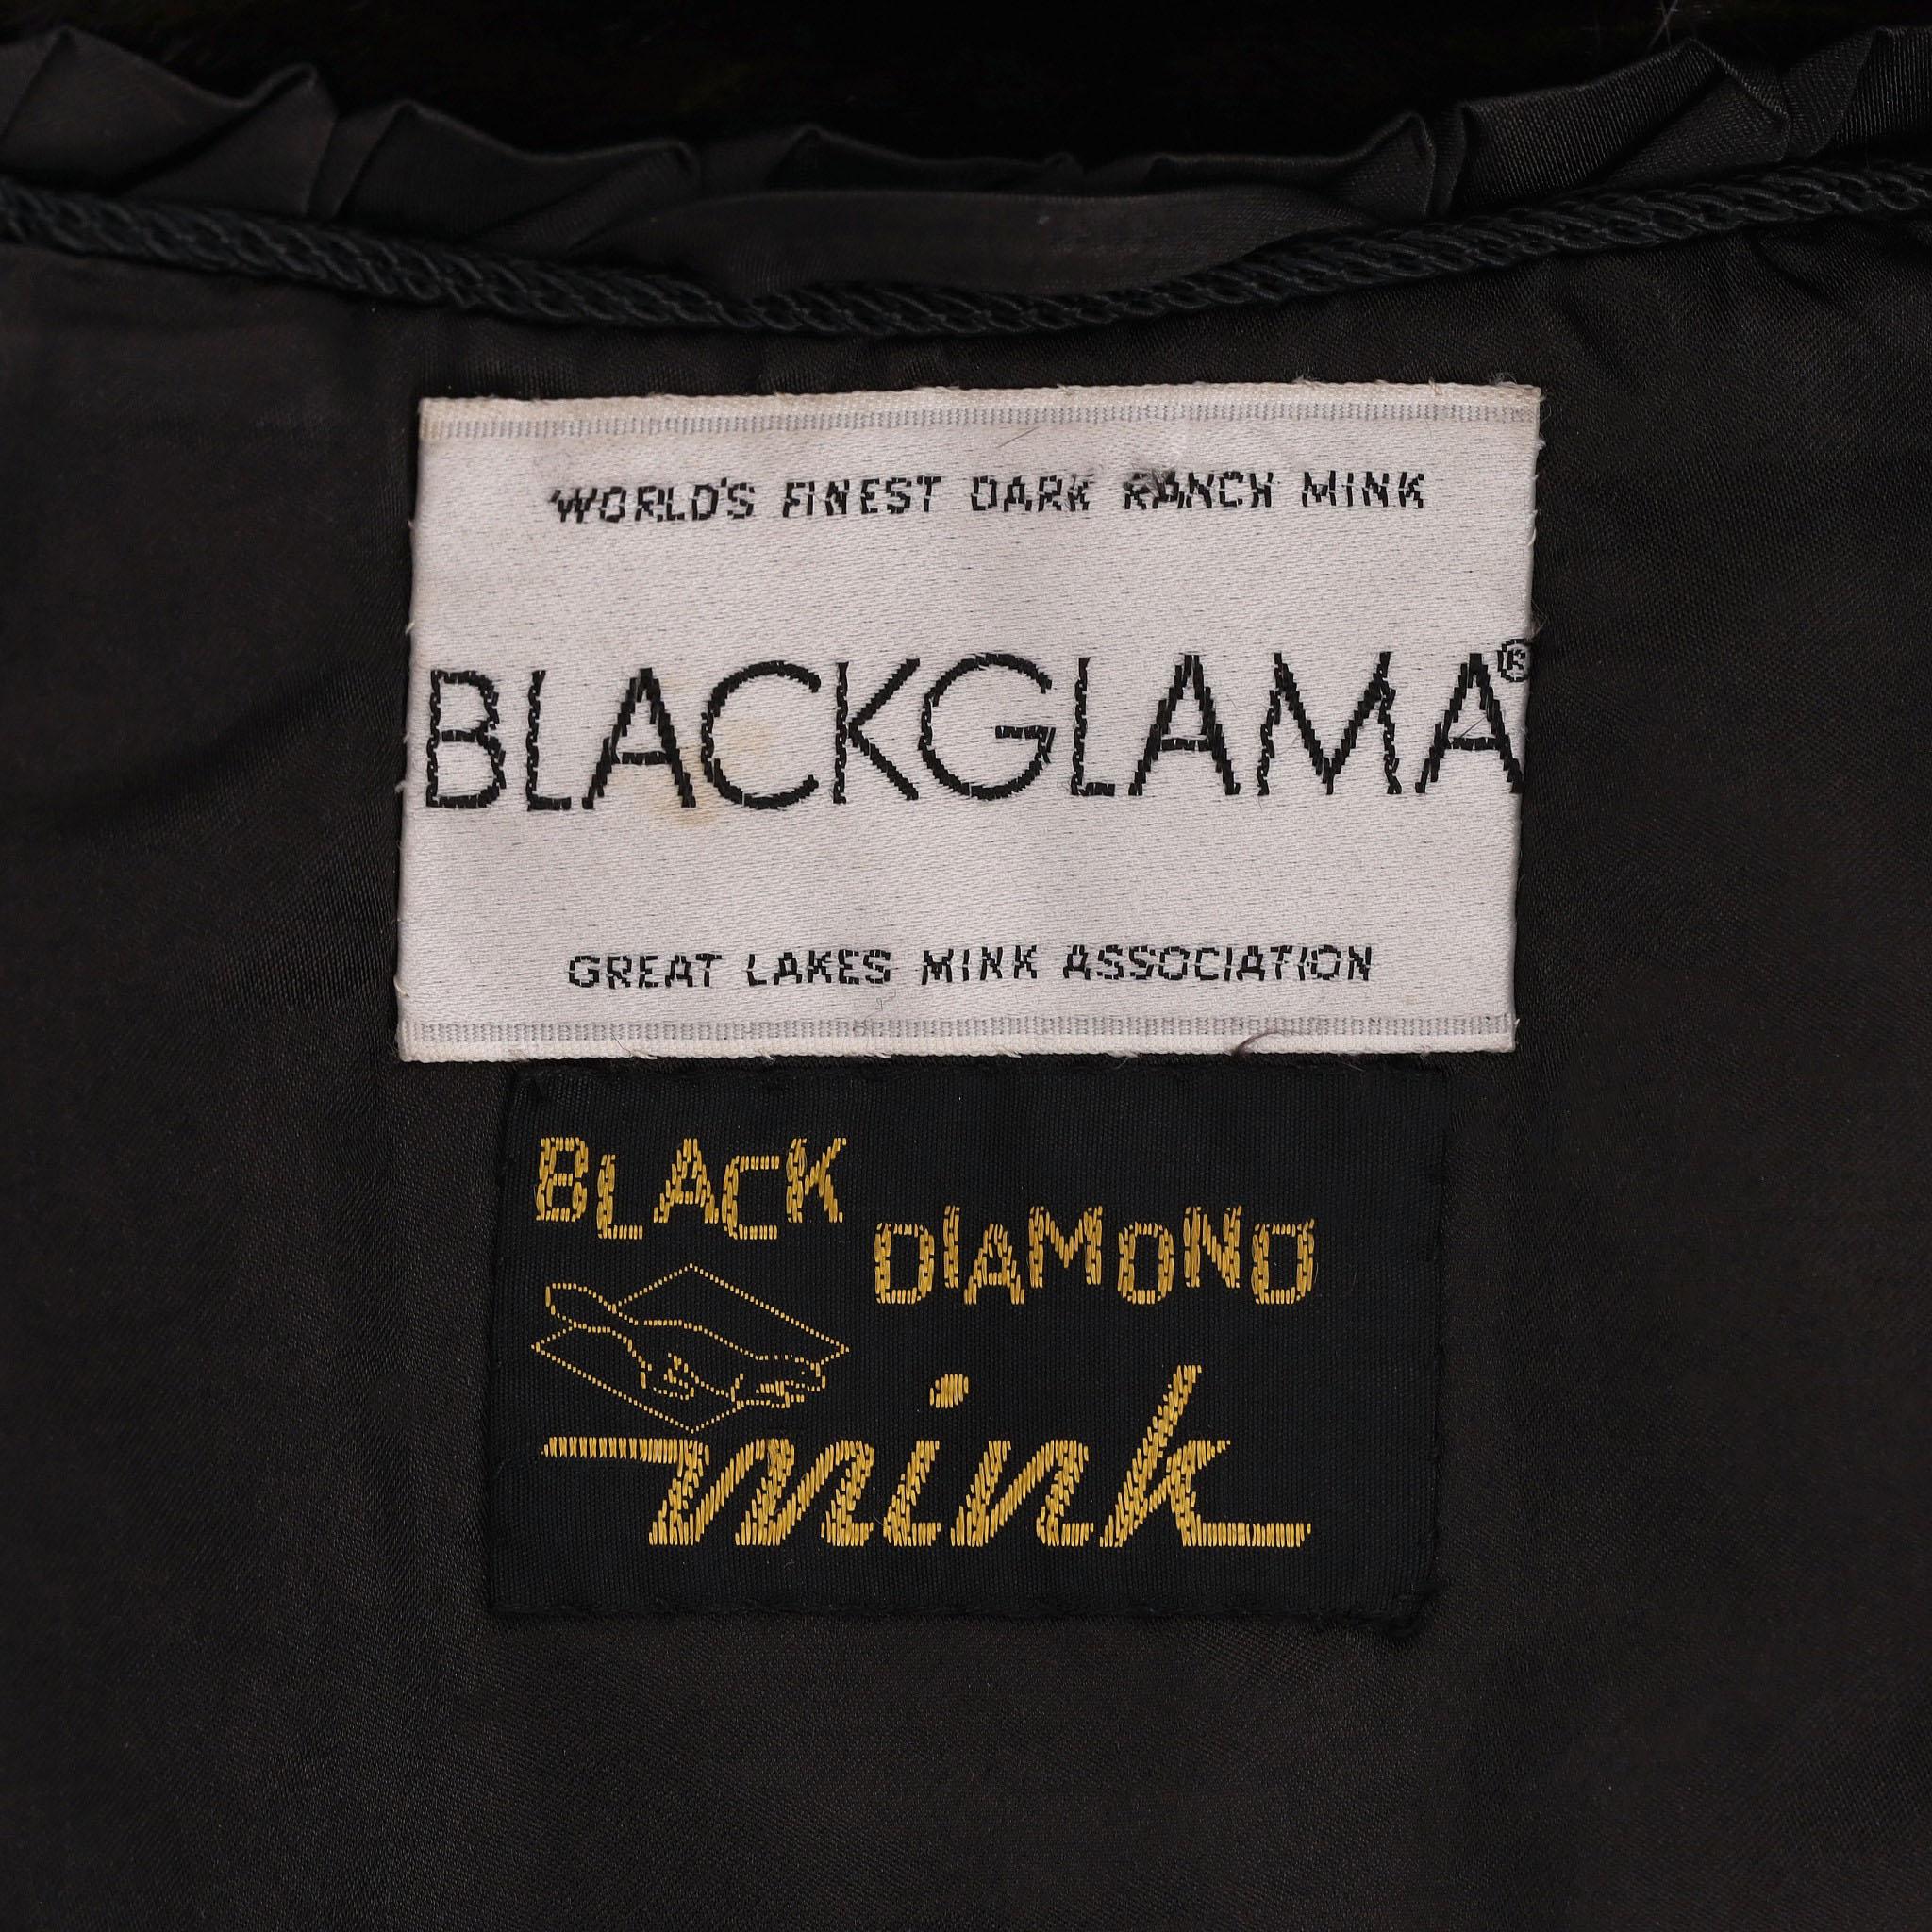 WORLD'S FINEST DARK RANCH MINK
BLACKGLAMA®
GREAT LAKES MINK ASSOCIATION
BLACK DIAMOND
mink